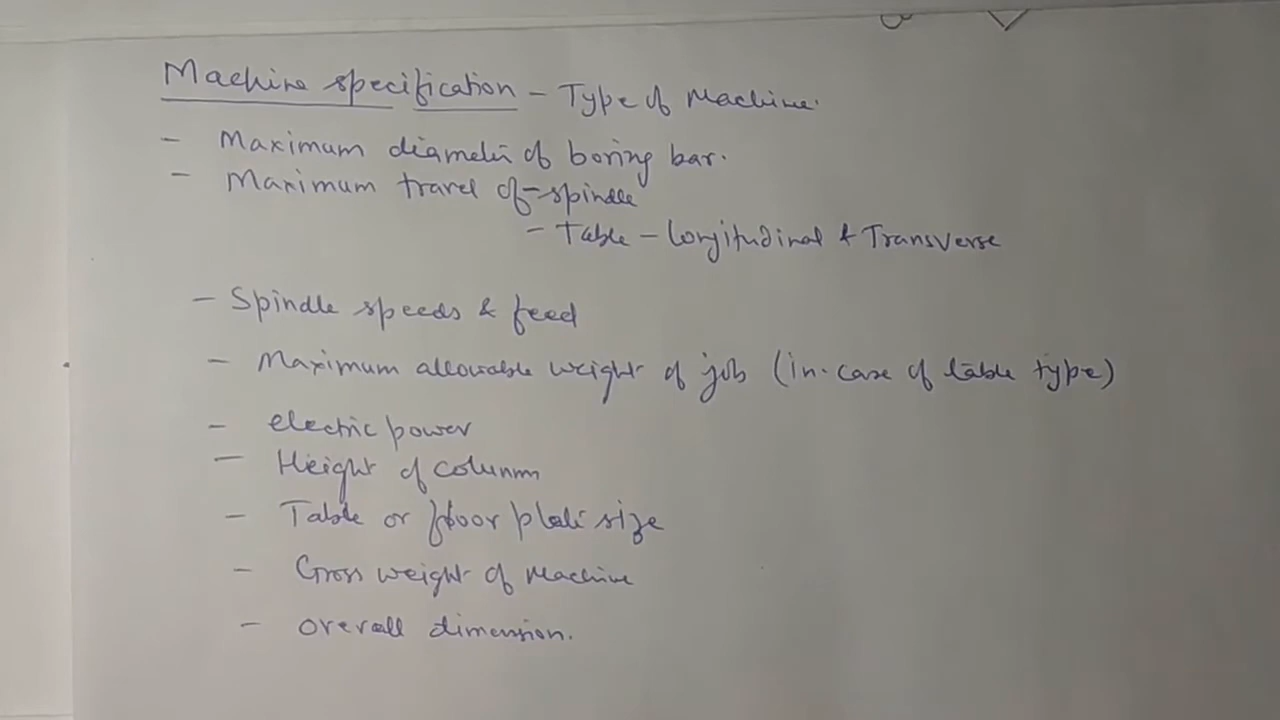 Machine specification - Type of Machine.
- Maximum diameter of boring bar.
- Maximum travel of - spindle
- Table - longitudinal & Transverse
- Spindle speeds & feed
- Maximum allowable weight of job (in-case of table type)
- electric power
- Height of column
- Table or floor plate size
- Gross weight of Machine
- overall dimension.